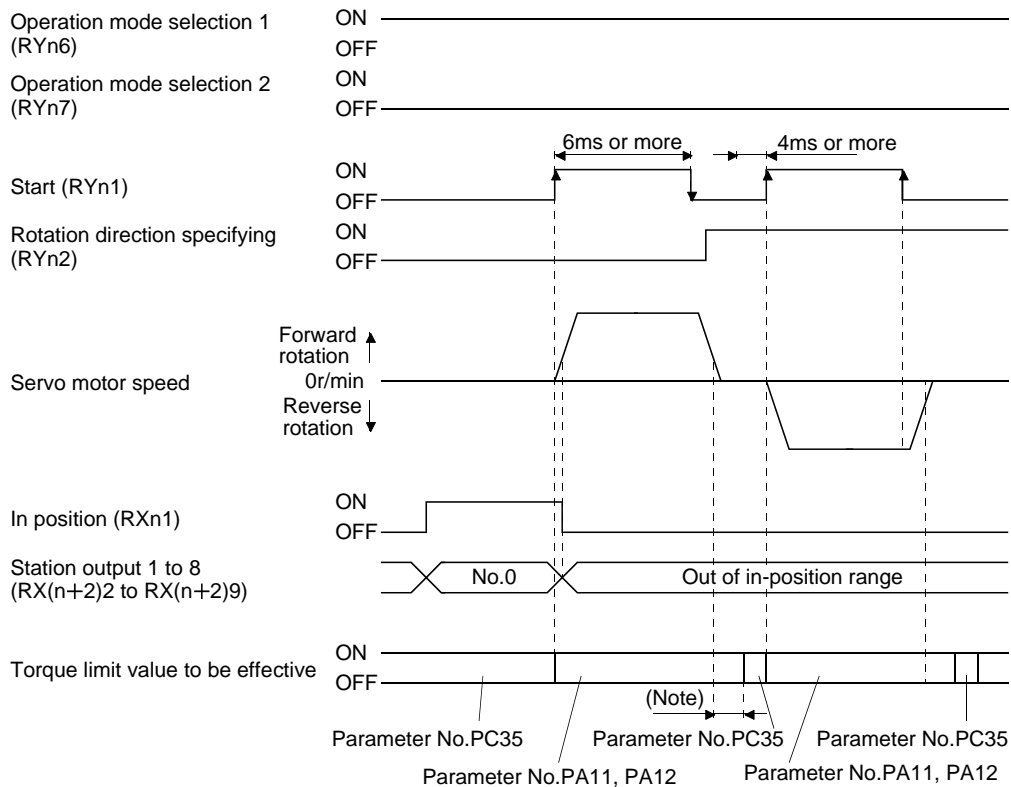 Operation mode selection 1
(RYn6)
ON
OFF
Operation mode selection 2
(RYn7)
ON
OFF
6ms or more
4ms or more
Start (RYn1)
ON
OFF
Rotation direction specifying
(RYn2)
ON
OFF
Servo motor speed
Forward
rotation
0r/min
Reverse
rotation
In position (RXn1)
ON
OFF
Station output 1 to 8
(RX(n+2)2 to RX(n+2)9)
No.0
Out of in-position range
Torque limit value to be effective
ON
OFF
(Note)
Parameter No.PC35
Parameter No.PC35
Parameter No.PC35
Parameter No.PA11, PA12
Parameter No.PA11, PA12